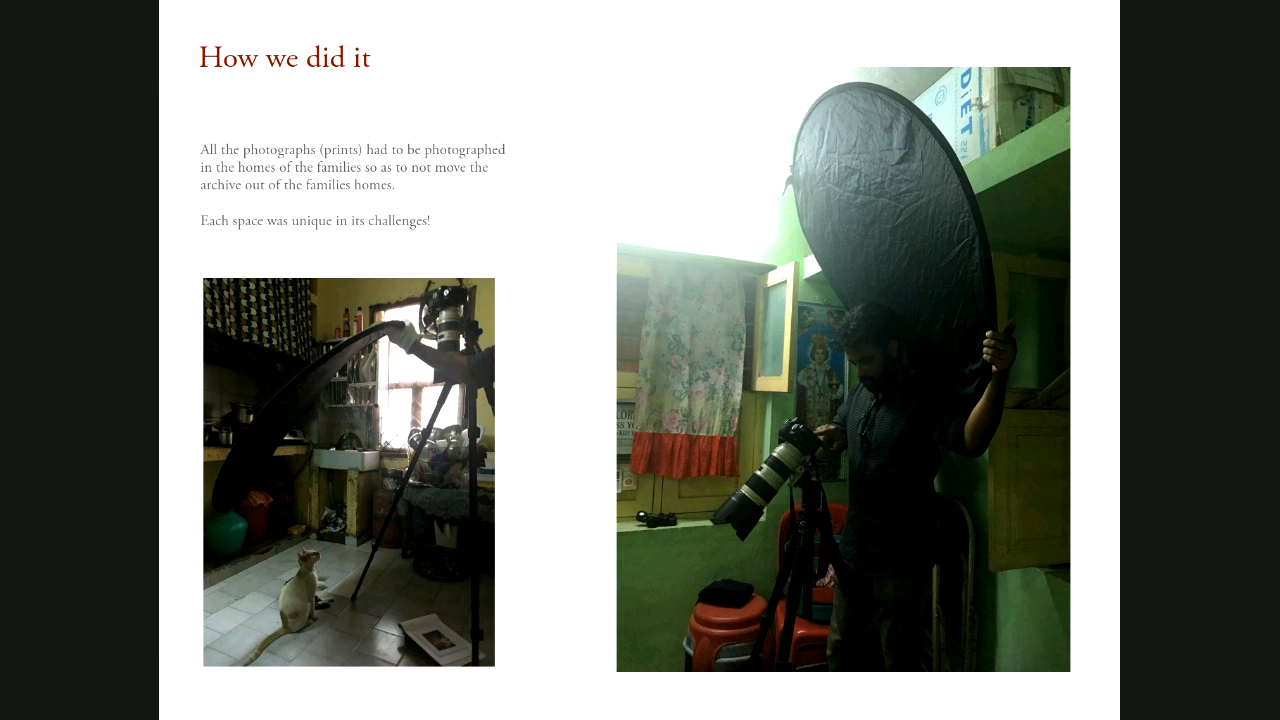 How we did it
All the photographs (prints) had to be photographed
in the homes of the families so as to not move the
archive out of the families homes.
Each space was unique in its challenges!
DiET